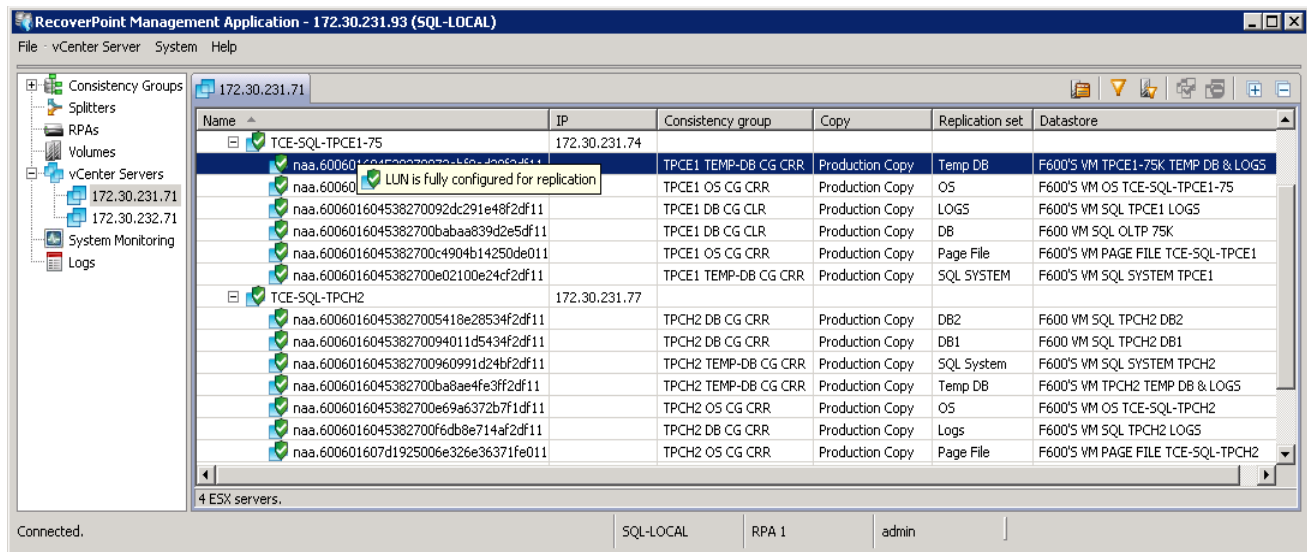 RecoverPoint Management Application - 172.30.231.93 (SQL-LOCAL)
File vCenter Server System Help
Consistency Groups
Splitters
RPAs
Volumes
vCenter Servers
172.30.231.71
172.30.232.71
System Monitoring
Logs
172.30.231.71
Name IP Consistency group Copy Replication set Datastore
TCE-SQL-TPCE1-75 172.30.231.74
TPCE1 TEMP-DB CG CRR Production Copy Temp DB F600'S VM TPCE1-75K TEMP DB & LOGS
LUN is fully configured for replication
naa.60060 TPCE1 OS CG CRR Production Copy OS F600'S VM OS TCE-SQL-TPCE1-75
naa.600601604538270092dc291e48f2df11 TPCE1 DB CG CLR Production Copy LOGS F600'S VM SQL TPCE1 LOGS
naa.60060160453827​00babaa839d2e5df11 TPCE1 DB CG CLR Production Copy DB F600 VM SQL OLTP 75K
naa.6006016045382700c4904b14250de011 TPCE1 OS CG CRR Production Copy Page File F600'S VM PAGE FILE TCE-SQL-TPCE1
naa.6006016045382700e02100e24cf2df11 TPCE1 TEMP-DB CG CRR Production Copy SQL SYSTEM F600'S VM SQL SYSTEM TPCE1
TCE-SQL-TPCH2 172.30.231.77
naa.60060160453827005418e28534f2df11 TPCH2 DB CG CRR Production Copy DB2 F600 VM SQL TPCH2 DB2
naa.600601604538270094011d5434f2df11 TPCH2 DB CG CRR Production Copy DB1 F600 VM SQL TPCH2 DB1
naa.6006016045382700960991d24bf2df11 TPCH2 TEMP-DB CG CRR Production Copy SQL System F600'S VM SQL SYSTEM TPCH2
naa.6006016045382700ba8ae4fe3ff2df11 TPCH2 TEMP-DB CG CRR Production Copy Temp DB F600'S VM TPCH2 TEMP DB & LOGS
naa.6006016045382700e69a6372b7f1df11 TPCH2 OS CG CRR Production Copy OS F600'S VM OS TCE-SQL-TPCH2
naa.6006016045382700f6db8e714af2df11 TPCH2 DB CG CRR Production Copy Logs F600'S VM SQL TPCH2 LOGS
naa.600601607d1925006e326e36371fe011 TPCH2 OS CG CRR Production Copy Page File F600'S VM PAGE FILE TCE-SQL-TPCH2
4 ESX servers.
Connected. SQL-LOCAL RPA 1 admin